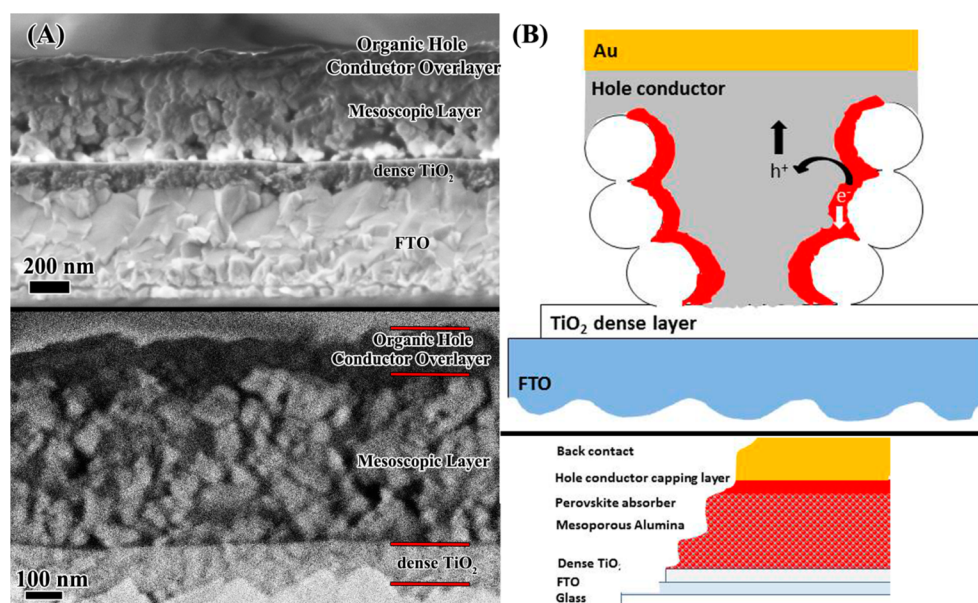 (A)
Organic Hole
Conductor Overlayer
Mesoscopic Layer
dense TiO2
FTO
200 nm
Organic Hole
Conductor Overlayer
Mesoscopic Layer
dense TiO2
100 nm
(B)
Au
Hole conductor
h+
e-
TiO2 dense layer
FTO
Back contact
Hole conductor capping layer
Perovskite absorber
Mesoporous Alumina
Dense TiO2
FTO
Glass